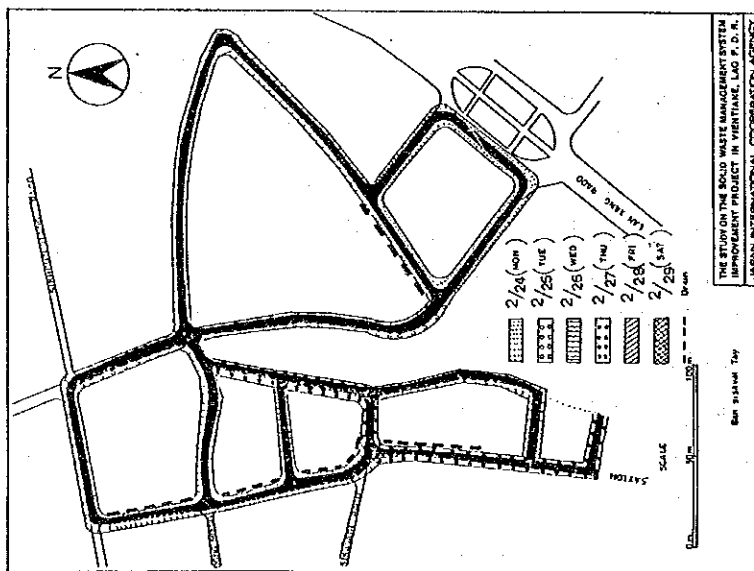 N
THE STUDY ON THE SOLID WASTE MANAGEMENT SYSTEM
IMPROVEMENT PROJECT IN VIENTIANE, LAO P. D. R.
JAPAN INTERNATIONAL COOPERATION AGENCY
LAN XANG ROAD
2/24 (MON)
2/25 (TUE)
2/26 (WED)
2/27 (THU)
2/28 (FRI)
2/29 (SAT)
Drain
SATION
SCALE
0m 50m 100m